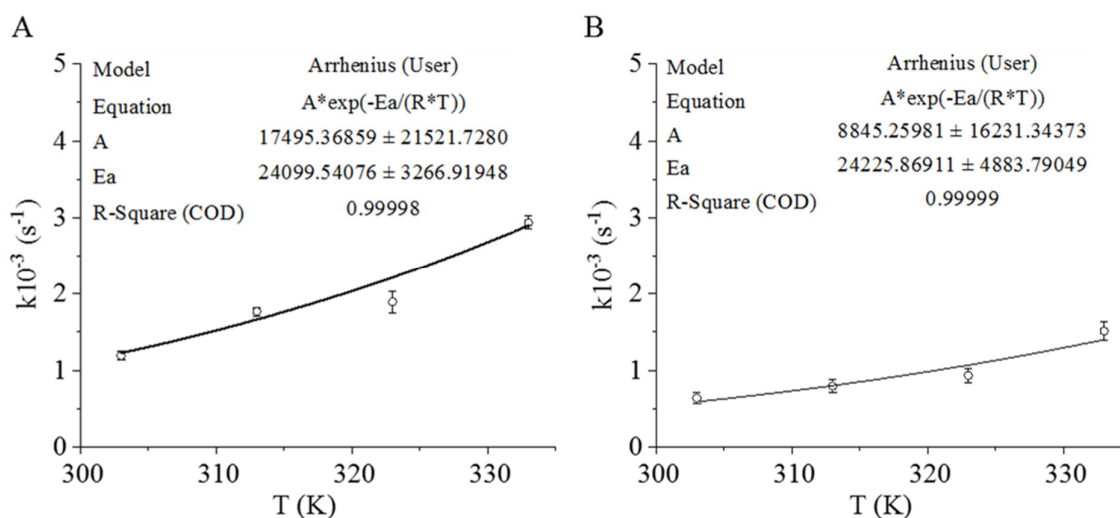 A
5
4
3
2
1
0
k10⁻³ (s⁻¹)
Model Arrhenius (User)
Equation A*exp(-Ea/(R*T))
A 17495.36859 ± 21521.7280
Ea 24099.54076 ± 3266.91948
R-Square (COD) 0.99998
300 310 320 330
T (K)
B
5
4
3
2
1
0
k10⁻³ (s⁻¹)
Model Arrhenius (User)
Equation A*exp(-Ea/(R*T))
A 8845.25981 ± 16231.34373
Ea 24225.86911 ± 4883.79049
R-Square (COD) 0.99999
300 310 320 330
T (K)